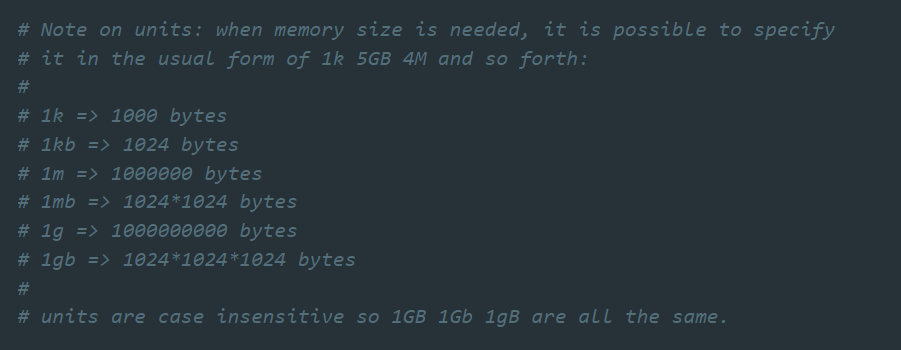 # Note on units: when memory size is needed, it is possible to specify
# it in the usual form of 1k 5GB 4M and so forth:
#
# 1k => 1000 bytes
# 1kb => 1024 bytes
# 1m => 1000000 bytes
# 1mb => 1024*1024 bytes
# 1g => 1000000000 bytes
# 1gb => 1024*1024*1024 bytes
#
# units are case insensitive so 1GB 1Gb 1gB are all the same.